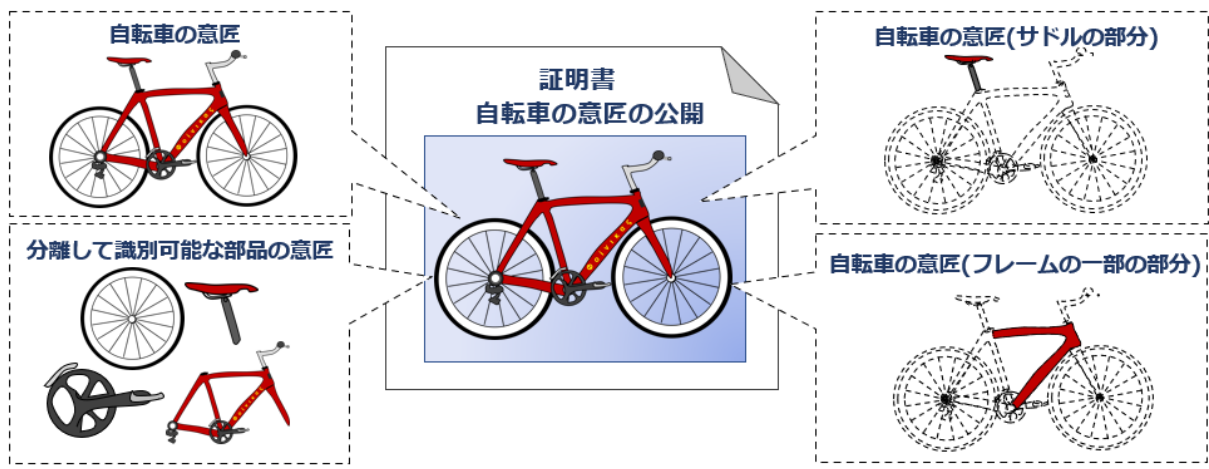 自転車の意匠
分離して識別可能な部品の意匠
証明書
自転車の意匠の公開
自転車の意匠(サドルの部分)
自転車の意匠(フレームの一部の部分)